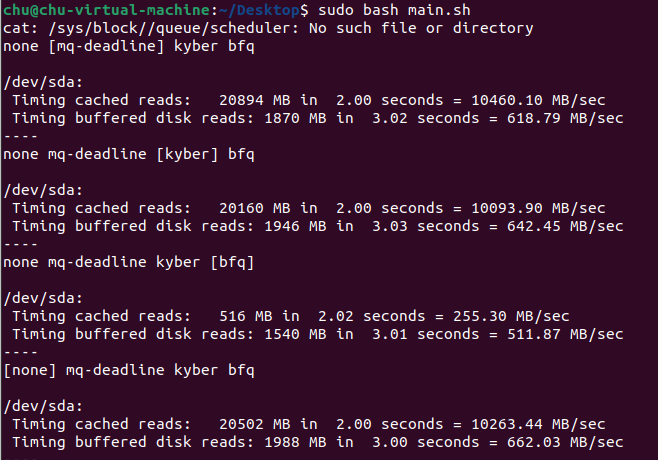 chu@chu-virtual-machine:~/Desktop$ sudo bash main.sh
cat: /sys/block//queue/scheduler: No such file or directory
none [mq-deadline] kyber bfq

/dev/sda:
 Timing cached reads:   20894 MB in  2.00 seconds = 10460.10 MB/sec
 Timing buffered disk reads: 1870 MB in  3.02 seconds = 618.79 MB/sec
----
none mq-deadline [kyber] bfq

/dev/sda:
 Timing cached reads:   20160 MB in  2.00 seconds = 10093.90 MB/sec
 Timing buffered disk reads: 1946 MB in  3.03 seconds = 642.45 MB/sec
----
none mq-deadline kyber [bfq]

/dev/sda:
 Timing cached reads:   516 MB in  2.02 seconds = 255.30 MB/sec
 Timing buffered disk reads: 1540 MB in  3.01 seconds = 511.87 MB/sec
----
[none] mq-deadline kyber bfq

/dev/sda:
 Timing cached reads:   20502 MB in  2.00 seconds = 10263.44 MB/sec
 Timing buffered disk reads: 1988 MB in  3.00 seconds = 662.03 MB/sec
----